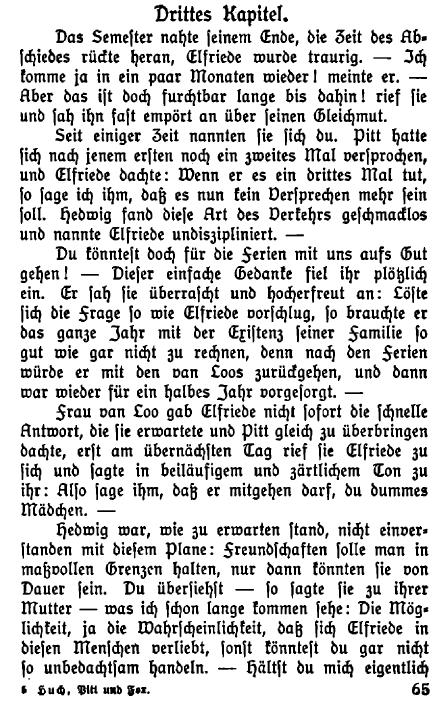 Drittes Kapitel.
Das Semester nahte seinem Ende, die Zeit des Ab-
schiedes rückte heran, Elfriede wurde traurig. — Ich
komme ja in ein paar Monaten wieder! meinte er. —
Aber das ist doch furchtbar lange bis dahin! rief sie
und sah ihn fast empört an über seinen Gleichmut.
Seit einiger Zeit nannten sie sich du. Pitt hatte
sich nach jenem ersten noch ein zweites Mal versprochen,
und Elfriede dachte: Wenn er es ein drittes Mal tut,
so sage ich ihm, daß es nun kein Versprechen mehr sein
soll. Hedwig fand diese Art des Verkehrs geschmacklos
und nannte Elfriede undiszipliniert. —
Du könntest doch für die Ferien mit uns aufs Gut
gehen! — Dieser einfache Gedanke fiel ihr plötzlich
ein. Er sah sie überrascht und hocherfreut an: Löste
sich die Frage so wie Elfriede vorschlug, so brauchte er
das ganze Jahr mit der Existenz seiner Familie so
gut wie gar nicht zu rechnen, denn nach den Ferien
würde er mit den van Loos zurückgehen, und dann
war wieder für ein halbes Jahr vorgesorgt. —
Frau van Loo gab Elfriede nicht sofort die schnelle
Antwort, die sie erwartete und Pitt gleich zu überbringen
dachte, erst am übernächsten Tag rief sie Elfriede zu
sich und sagte in beiläufigem und zärtlichem Ton zu
ihr: Also sage ihm, daß er mitgehen darf, du dummes
Mädchen. —
Hedwig war, wie zu erwarten stand, nicht einver-
standen mit diesem Plane: Freundschaften solle man in
maßvollen Grenzen halten, nur dann könnten sie von
Dauer sein. Du übersiehst — so sagte sie zu ihrer
Mutter — was ich schon lange kommen sehe: Die Mög-
lichkeit, ja die Wahrscheinlichkeit, daß sich Elfriede in
diesen Menschen verliebt, sonst könntest du gar nicht
so unbedachtsam handeln. — Hältst du mich eigentlich
5 Huch, Pitt und Fox. 65